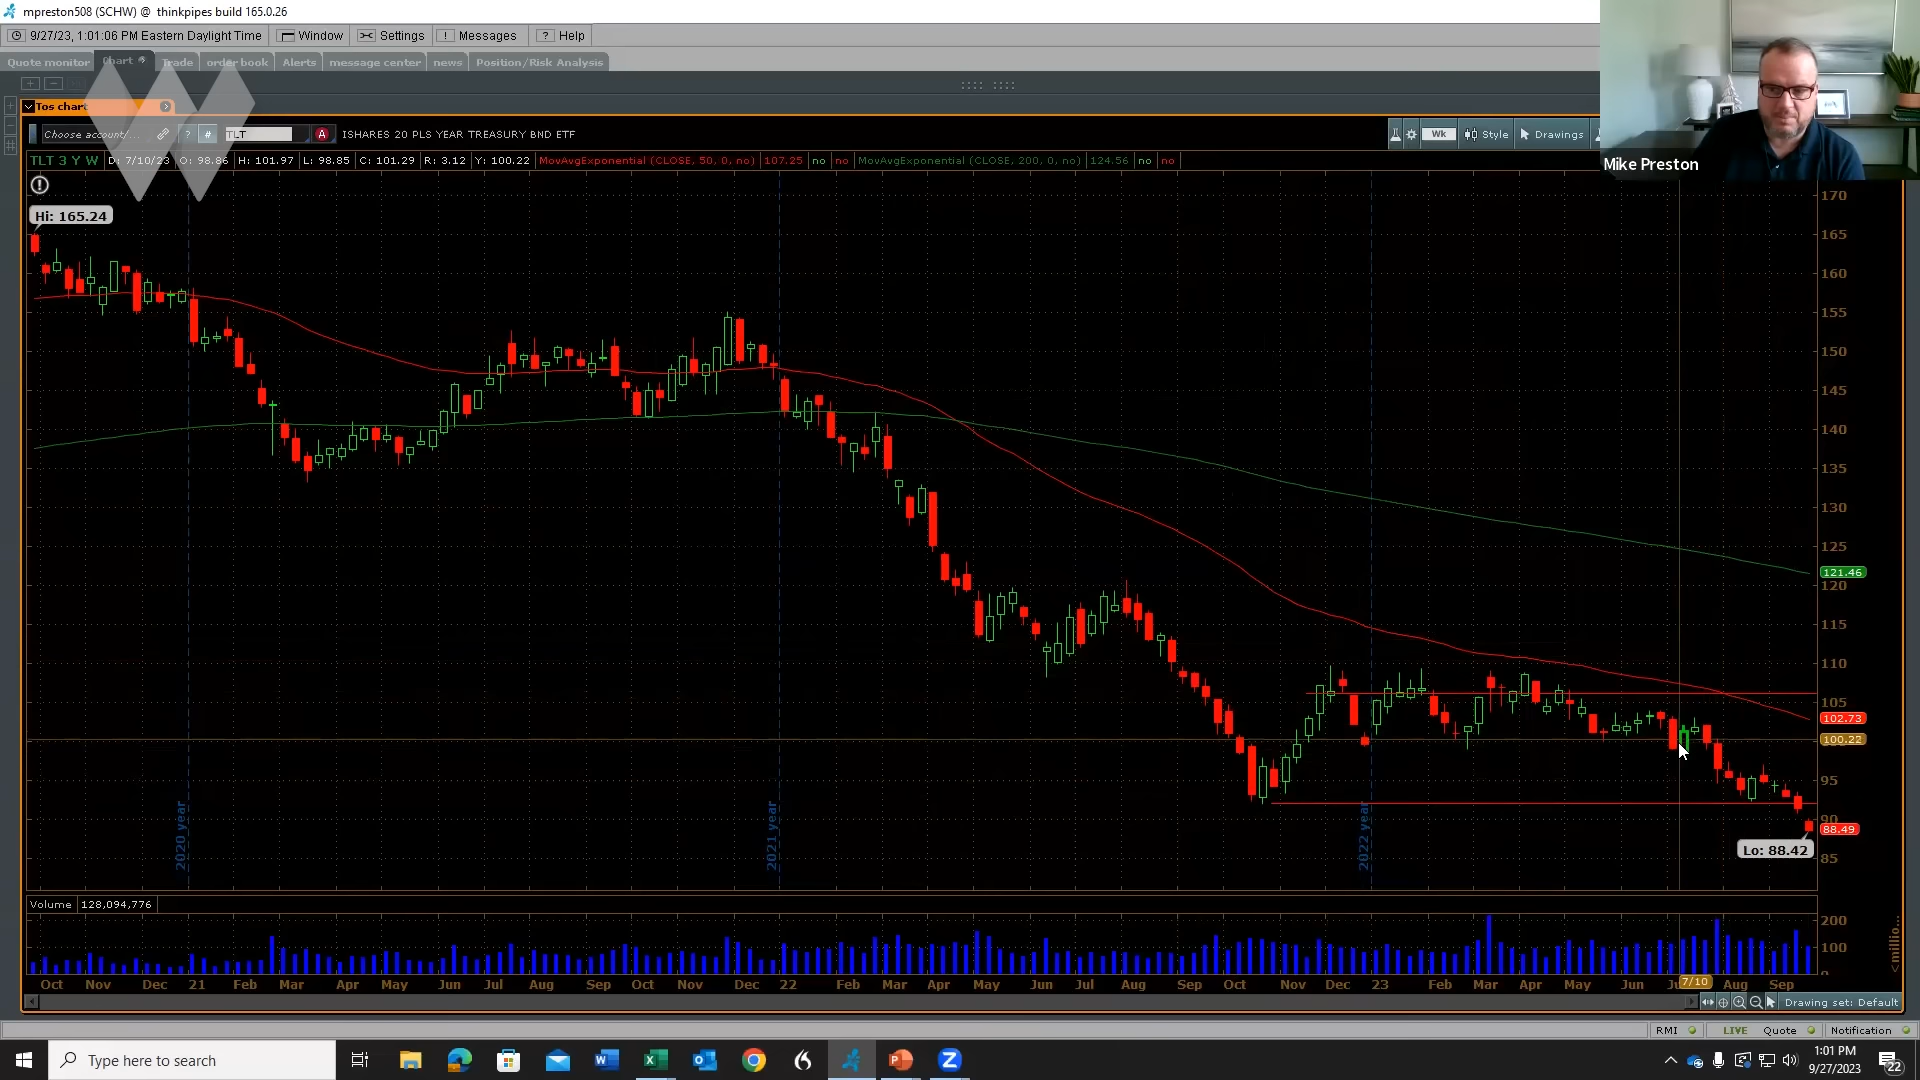 mpreston508 (SCHW) @ thinkpipes build 165.0.26
9/27/23, 1:01:06 PM Eastern Daylight Time Window Settings ! Messages ? Help
Quote monitor Chart Trade order book Alerts message center news Position/Risk Analysis
Tos chart
Choose account/... ? # TLT A ISHARES 20 PLS YEAR TREASURY BND ETF Wk Style Drawings
Mike Preston
TLT 3 Y W D: 7/10/23 O: 98.86 H: 101.97 L: 98.85 C: 101.29 R: 3.12 Y: 100.22 MovAvgExponential (CLOSE, 50, 0, no) 107.25 no no MovAvgExponential (CLOSE, 200, 0, no) 124.56 no no
Hi: 165.24
170
165
160
155
150
145
140
135
130
125
121.46
120
115
110
105
102.73
100.22
95
90
88.49
Lo: 88.42
85
2020 year
2021 year
2022 year
Volume 128,094,776
200
100
0
<millio...
Oct Nov Dec 21 Feb Mar Apr May Jun Jul Aug Sep Oct Nov Dec 22 Feb Mar Apr May Jun Jul Aug Sep Oct Nov Dec 23 Feb Mar Apr May Jun 7/10 Aug Sep
Drawing set: Default
RMI LIVE Quote Notification
Type here to search
1:01 PM
9/27/2023
22